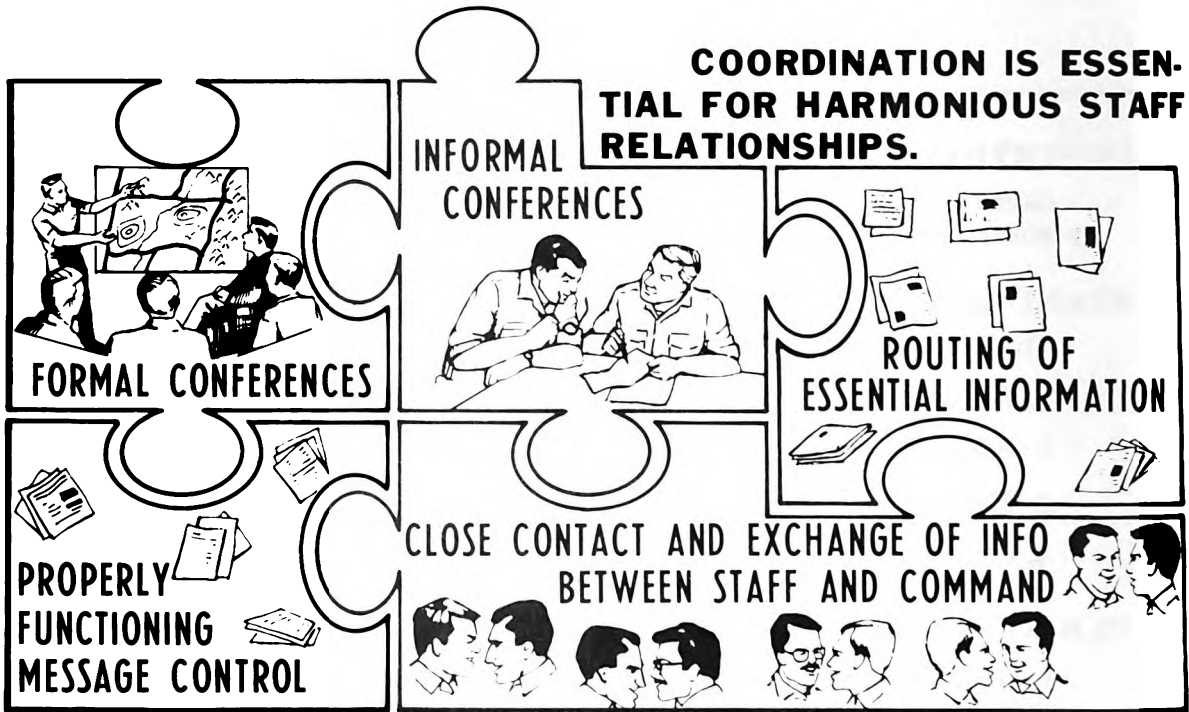 COORDINATION IS ESSEN-
TIAL FOR HARMONIOUS STAFF
RELATIONSHIPS.
FORMAL CONFERENCES
INFORMAL
CONFERENCES
ROUTING OF
ESSENTIAL INFORMATION
PROPERLY
FUNCTIONING
MESSAGE CONTROL
CLOSE CONTACT AND EXCHANGE OF INFO
BETWEEN STAFF AND COMMAND